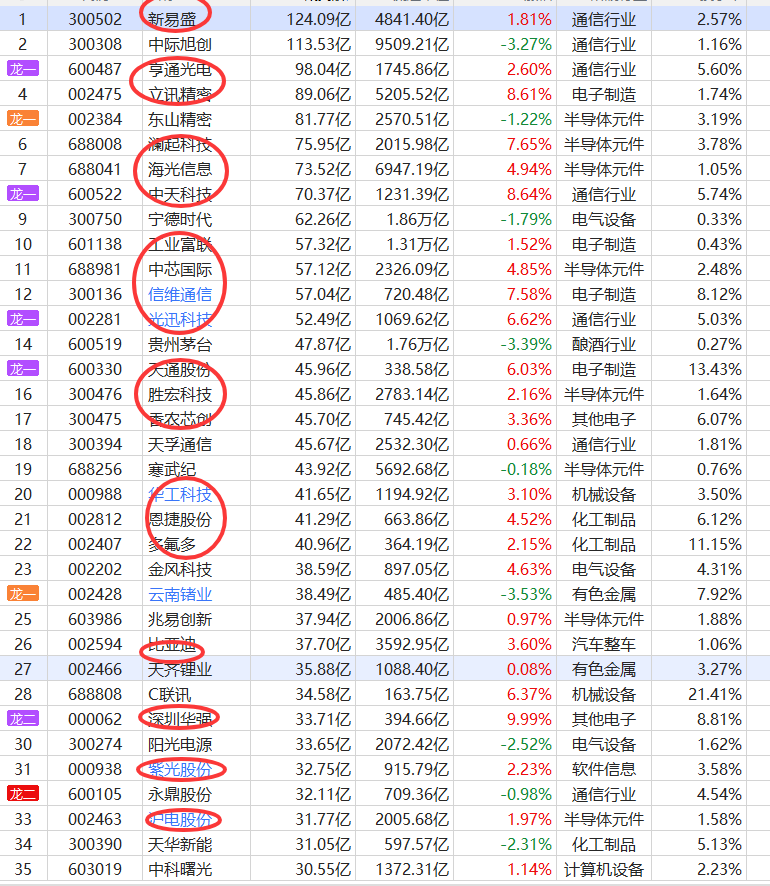 1 300502 新易盛 124.09亿 4841.40亿 1.81% 通信行业 2.57%
2 300308 中际旭创 113.53亿 9509.21亿 -3.27% 通信行业 1.16%
龙一 600487 亨通光电 98.04亿 1745.86亿 2.60% 通信行业 5.60%
4 002475 立讯精密 89.06亿 5205.52亿 8.61% 电子制造 1.74%
龙一 002384 东山精密 81.77亿 2570.51亿 -1.22% 半导体元件 3.19%
6 688008 澜起科技 75.95亿 2015.98亿 7.65% 半导体元件 3.78%
7 688041 海光信息 73.52亿 6947.19亿 4.94% 半导体元件 1.05%
龙一 600522 中天科技 70.37亿 1231.39亿 8.64% 通信行业 5.74%
9 300750 宁德时代 62.26亿 1.86万亿 -1.79% 电气设备 0.33%
10 601138 工业富联 57.32亿 1.31万亿 1.52% 电子制造 0.43%
11 688981 中芯国际 57.12亿 2326.09亿 4.85% 半导体元件 2.48%
12 300136 信维通信 57.04亿 720.48亿 7.58% 电子制造 8.12%
龙一 002281 光迅科技 52.49亿 1069.62亿 6.62% 通信行业 5.03%
14 600519 贵州茅台 47.87亿 1.76万亿 -3.39% 酿酒行业 0.27%
龙一 600330 天通股份 45.96亿 338.58亿 6.03% 电子制造 13.43%
16 300476 胜宏科技 45.86亿 2783.14亿 2.16% 半导体元件 1.64%
17 300475 香农芯创 45.70亿 745.42亿 3.36% 其他电子 6.07%
18 300394 天孚通信 45.67亿 2532.30亿 0.66% 通信行业 1.81%
19 688256 寒武纪 43.92亿 5692.68亿 -0.18% 半导体元件 0.76%
20 000988 华工科技 41.65亿 1194.92亿 3.10% 机械设备 3.50%
21 002812 恩捷股份 41.29亿 663.86亿 4.52% 化工制品 6.12%
22 002407 多氟多 40.96亿 364.19亿 2.15% 化工制品 11.15%
23 002202 金风科技 38.59亿 897.05亿 4.63% 电气设备 4.31%
龙一 002428 云南锗业 38.49亿 485.40亿 -3.53% 有色金属 7.92%
25 603986 兆易创新 37.94亿 2006.86亿 0.97% 半导体元件 1.88%
26 002594 比亚迪 37.70亿 3592.95亿 3.60% 汽车整车 1.06%
27 002466 天齐锂业 35.88亿 1088.40亿 0.08% 有色金属 3.27%
28 688808 C联讯 34.58亿 163.75亿 6.37% 机械设备 21.41%
龙二 000062 深圳华强 33.71亿 394.66亿 9.99% 其他电子 8.81%
30 300274 阳光电源 33.65亿 2072.42亿 -2.52% 电气设备 1.62%
31 000938 紫光股份 32.75亿 915.79亿 2.23% 软件信息 3.58%
龙二 600105 永鼎股份 32.11亿 709.36亿 -0.98% 通信行业 4.54%
33 002463 沪电股份 31.77亿 2005.68亿 1.97% 半导体元件 1.58%
34 300390 天华新能 31.05亿 597.57亿 -2.31% 化工制品 5.13%
35 603019 中科曙光 30.55亿 1372.31亿 1.14% 计算机设备 2.23%